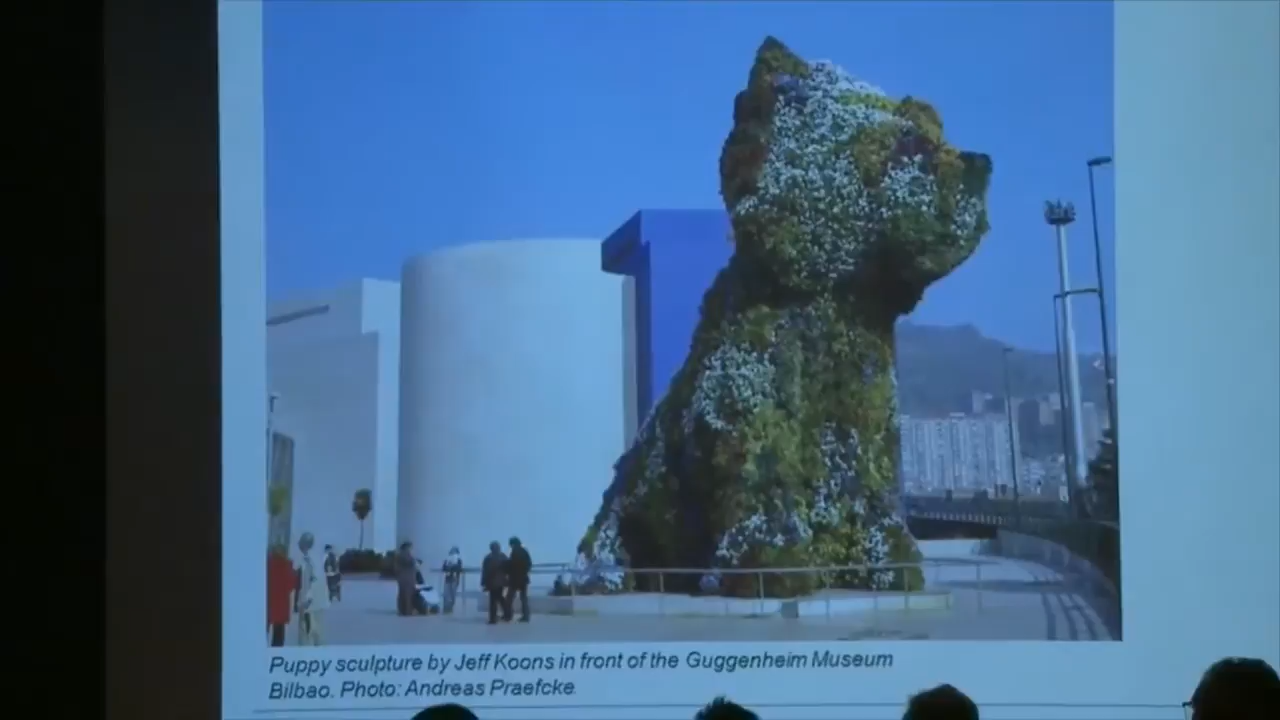 Puppy sculpture by Jeff Koons in front of the Guggenheim Museum
Bilbao. Photo: Andreas Praefcke